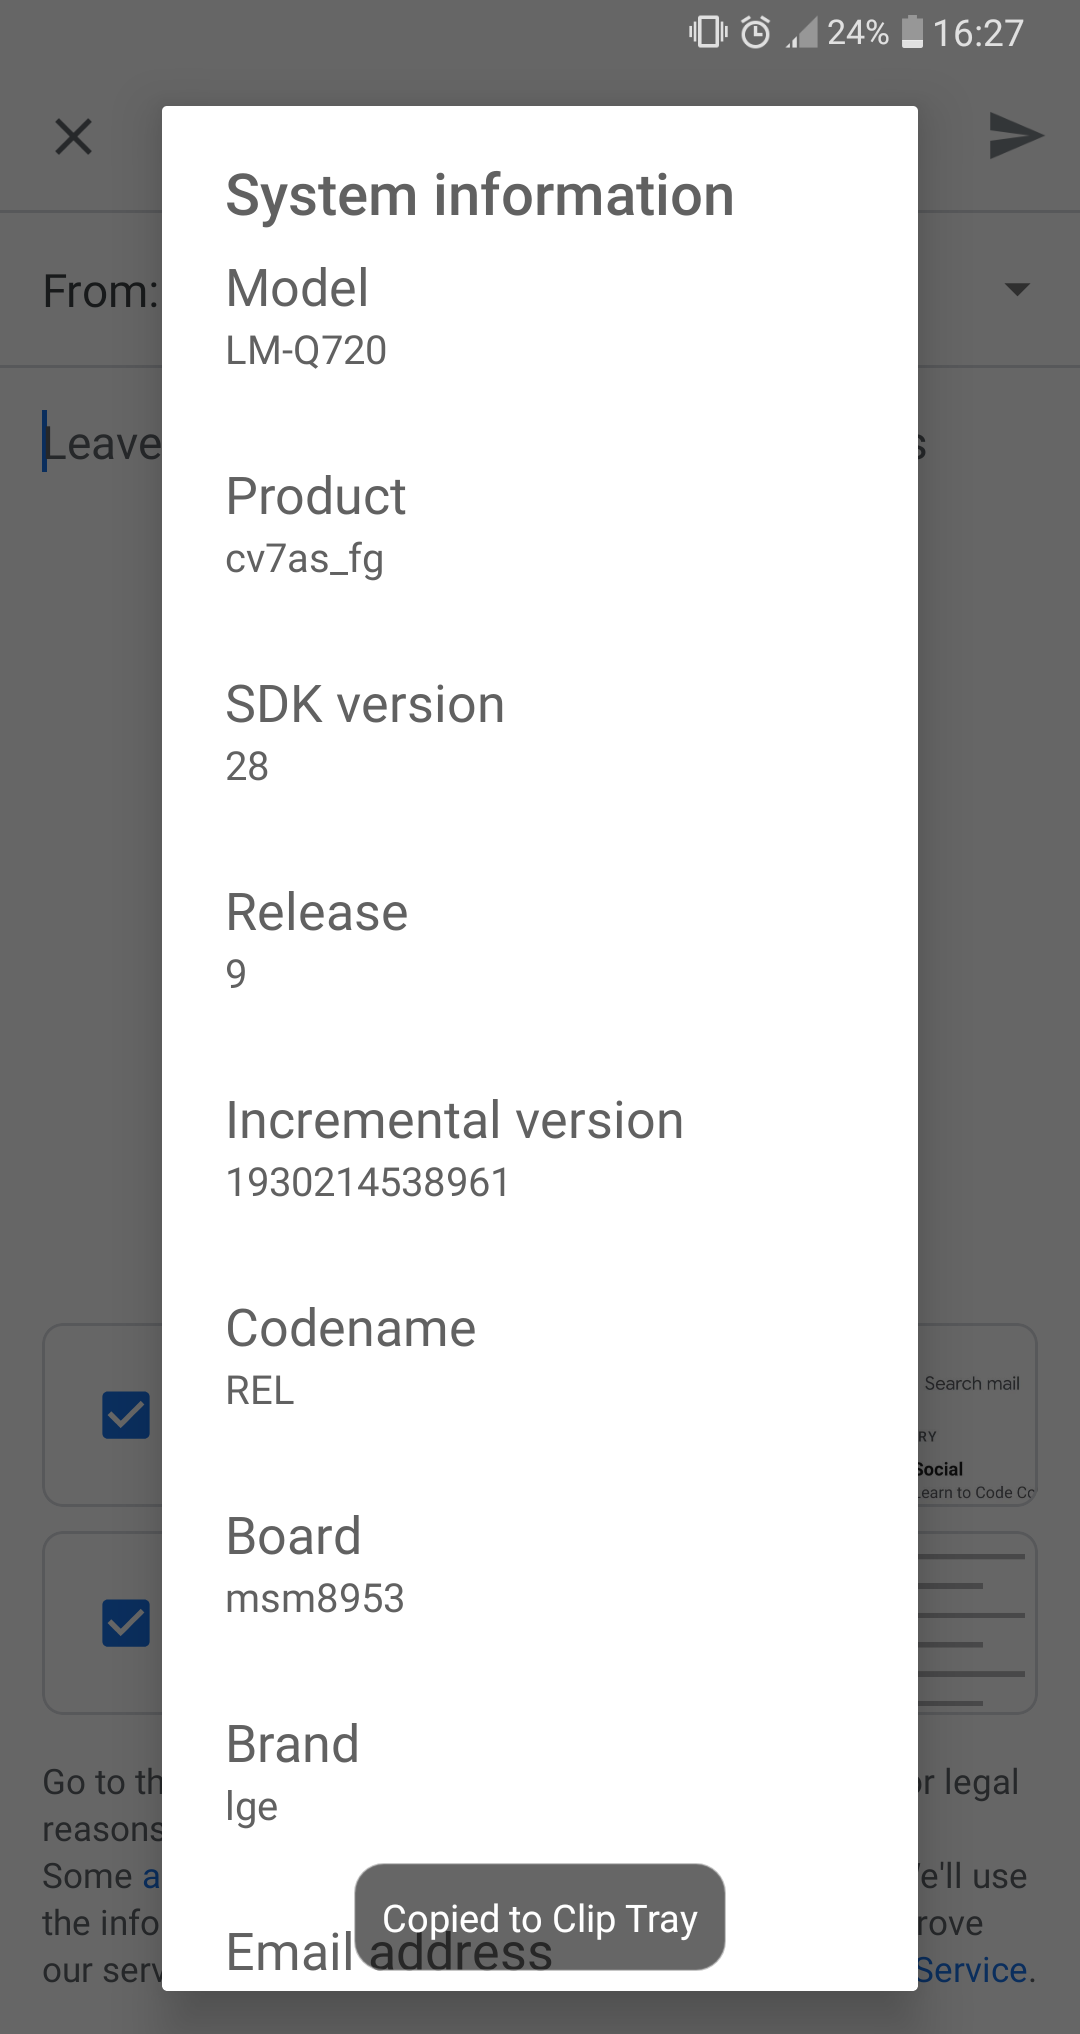 24% 16:27
System information
From:
Model
LM-Q720
Leave
Product
cv7as_fg
SDK version
28
Release
9
Incremental version
1930214538961
Codename
REL
Search mail
RY
Social
Learn to Code Co
Board
msm8953
Brand
lge
Go to th
or legal
reasons
Some a
We'll use
Copied to Clip Tray
the info
rove
Email address
our serv
Service.